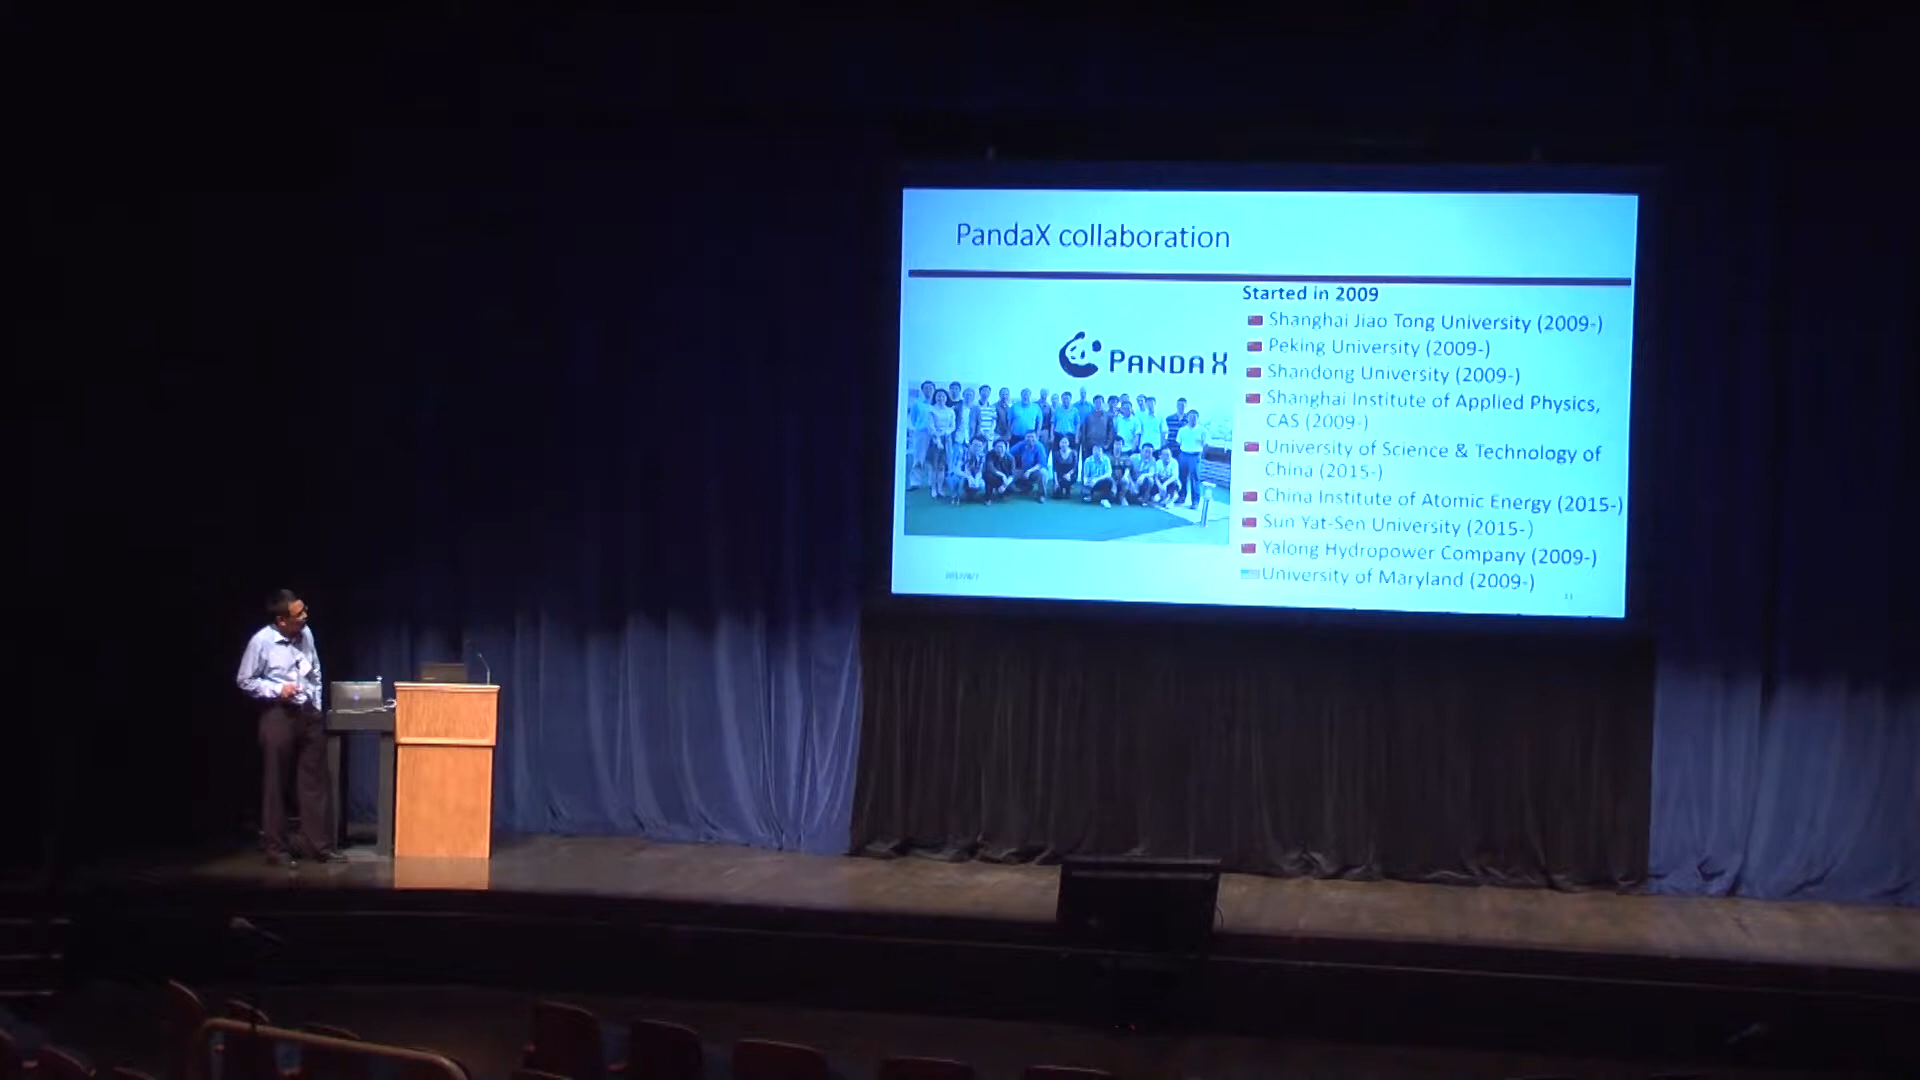 PandaX collaboration
Started in 2009
Shanghai Jiao Tong University (2009-)
Peking University (2009-)
Shandong University (2009-)
Shanghai Institute of Applied Physics,
CAS (2009-)
University of Science & Technology of
China (2015-)
China Institute of Atomic Energy (2015-)
Sun Yat-Sen University (2015-)
Yalong Hydropower Company (2009-)
University of Maryland (2009-)
PANDA X